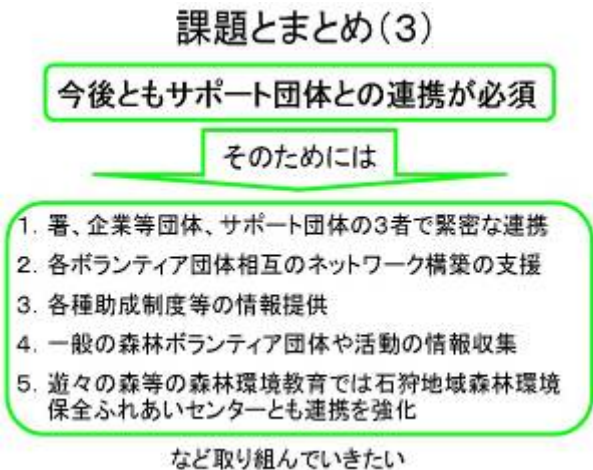 課題とまとめ(3)
今後ともサポート団体との連携が必須
そのためには
1. 署、企業等団体、サポート団体の3者で緊密な連携
2. 各ボランティア団体相互のネットワーク構築の支援
3. 各種助成制度等の情報提供
4. 一般の森林ボランティア団体や活動の情報収集
5. 遊々の森等の森林環境教育では石狩地域森林環境
保全ふれあいセンターとも連携を強化
など取り組んでいきたい